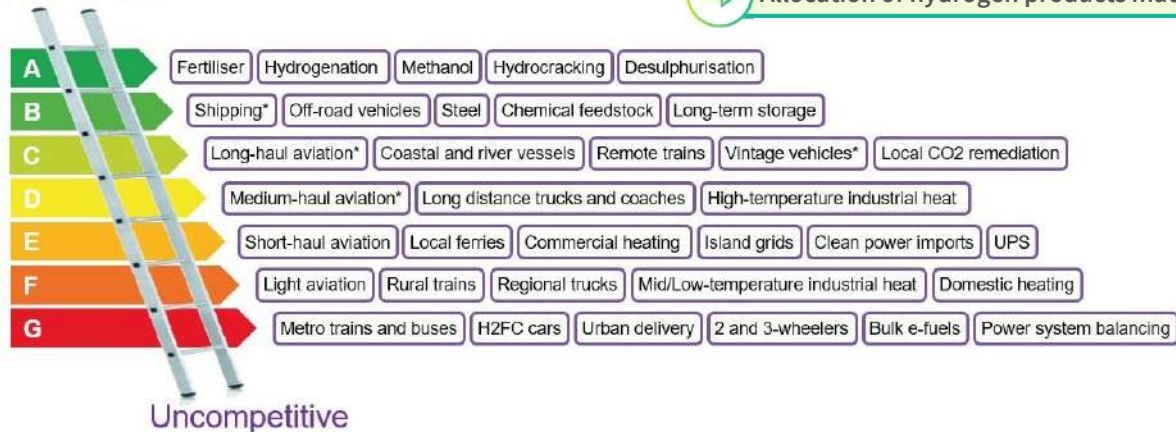 Allocation of hydrogen products
A Fertiliser Hydrogenation Methanol Hydrocracking Desulphurisation
B Shipping* Off-road vehicles Steel Chemical feedstock Long-term storage
C Long-haul aviation* Coastal and river vessels Remote trains Vintage vehicles* Local CO2 remediation
D Medium-haul aviation* Long distance trucks and coaches High-temperature industrial heat
E Short-haul aviation Local ferries Commercial heating Island grids Clean power imports UPS
F Light aviation Rural trains Regional trucks Mid/Low-temperature industrial heat Domestic heating
G Metro trains and buses H2FC cars Urban delivery 2 and 3-wheelers Bulk e-fuels Power system balancing
Uncompetitive